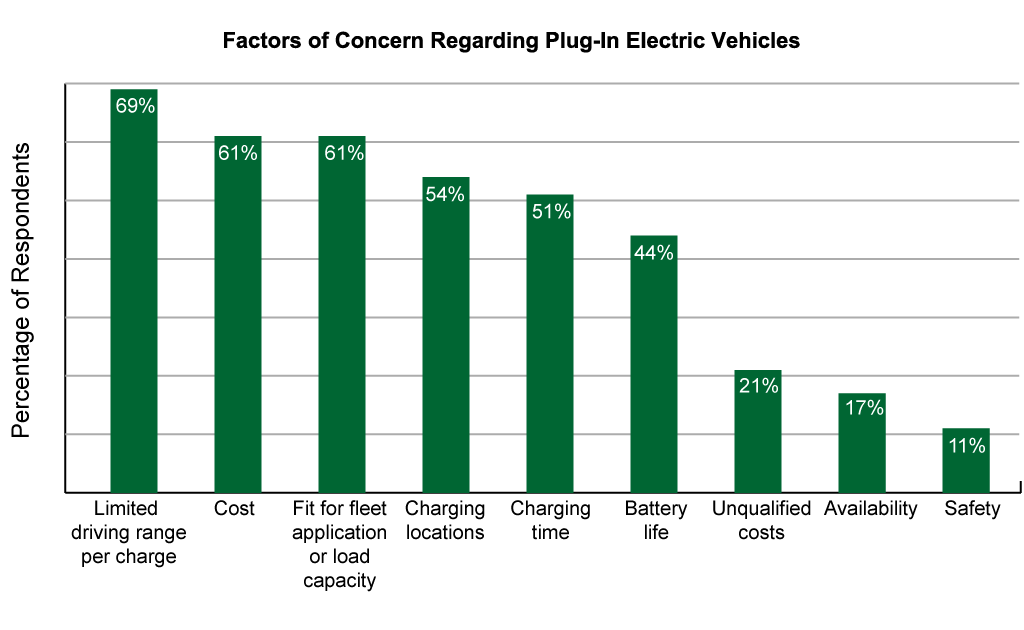 Factors of Concern Regarding Plug-In Electric Vehicles
Percentage of Respondents
69%
61%
61%
54%
51%
44%
21%
17%
11%
Limited
driving range
per charge
Cost
Fit for fleet
application
or load
capacity
Charging
locations
Charging
time
Battery
life
Unqualified
costs
Availability
Safety